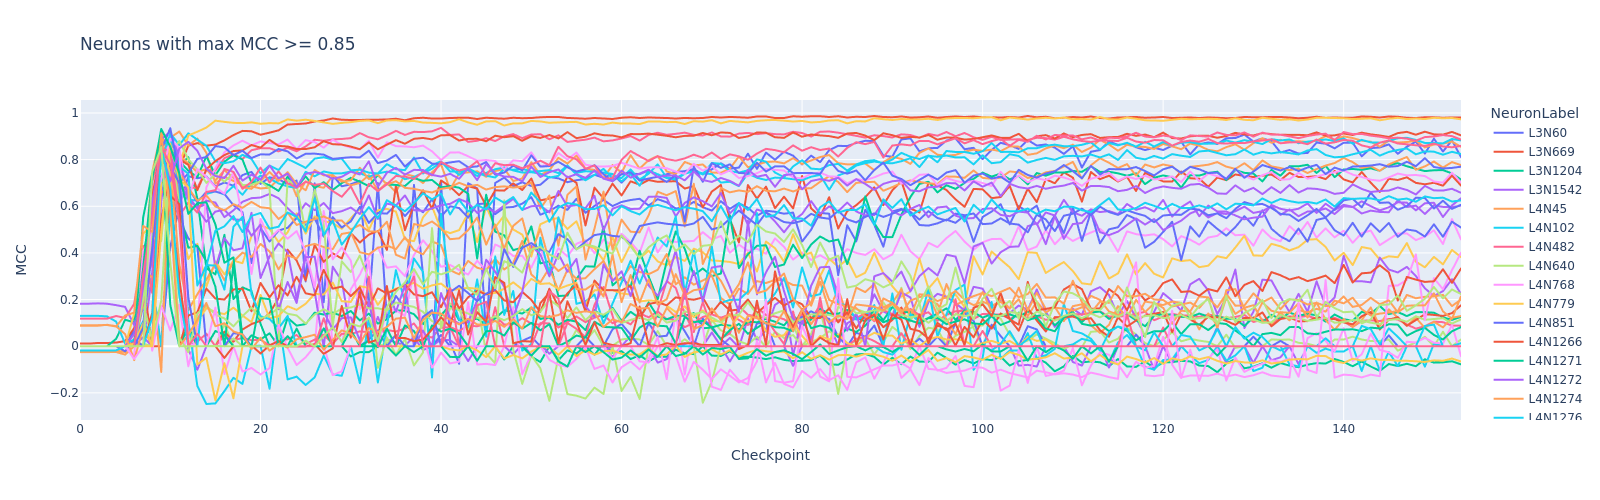 Neurons with max MCC >= 0.85
MCC
1
0.8
0.6
0.4
0.2
0
−0.2
0
20
40
60
80
100
120
140
Checkpoint
NeuronLabel
L3N60
L3N669
L3N1204
L3N1542
L4N45
L4N102
L4N482
L4N640
L4N768
L4N779
L4N851
L4N1266
L4N1271
L4N1272
L4N1274
L4N1276